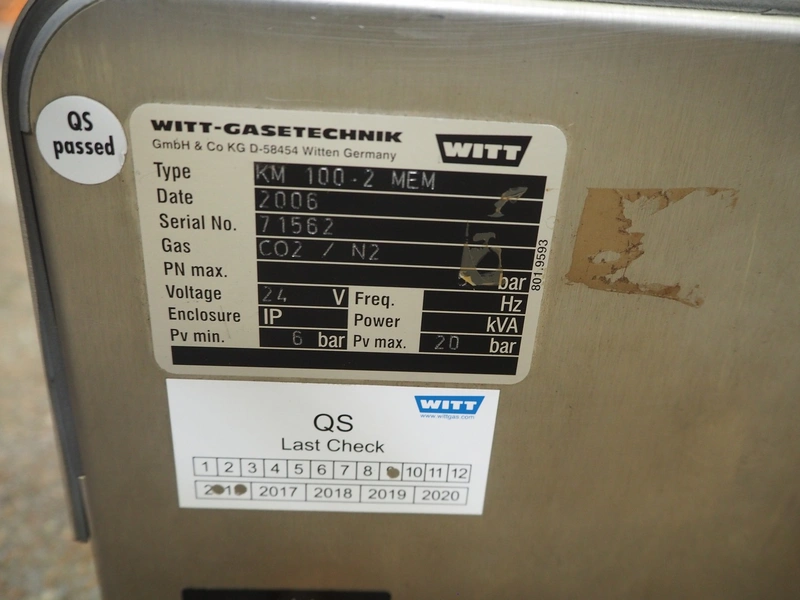 QS
passed
WITT-GASETECHNIK
GmbH & Co KG D-58454 Witten Germany
WITT
Type KM 100-2 MEM
Date 2006
Serial No. 71562
Gas CO2 / N2
PN max. bar
801.9593
Voltage 24 V Freq. Hz
Enclosure IP Power kVA
Pv min. 6 bar Pv max. 20 bar
WITT
www.wittgas.com
QS
Last Check
1 2 3 4 5 6 7 8 10 11 12
2017 2018 2019 2020